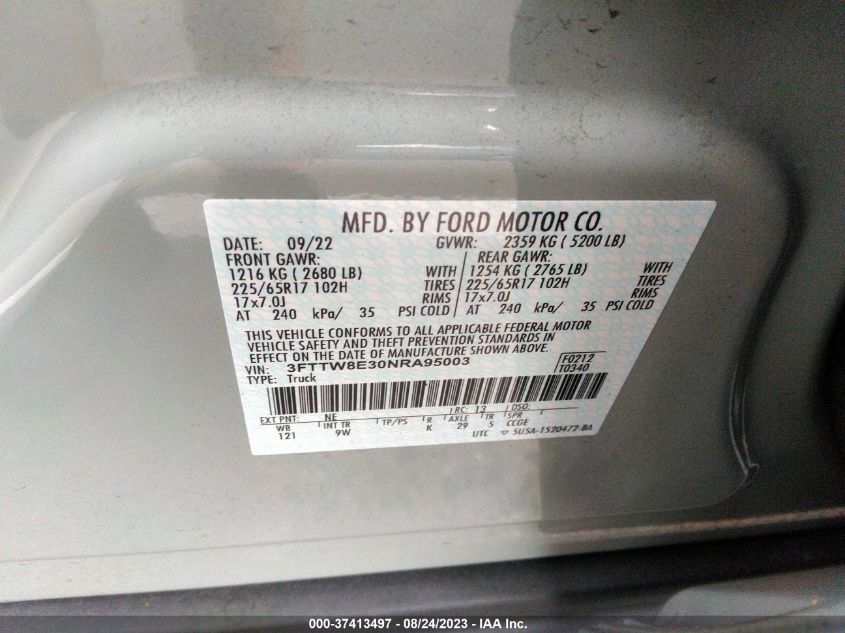 MFD. BY FORD MOTOR CO.
DATE: 09/22 GVWR: 2359 KG ( 5200 LB)
FRONT GAWR: REAR GAWR:
1216 KG ( 2680 LB) WITH 1254 KG ( 2765 LB) WITH
225/65R17 102H TIRES 225/65R17 102H TIRES
17x7.0J RIMS 17x7.0J RIMS
AT 240 kPa/ 35 PSI COLD AT 240 kPa/ 35 PSI COLD
THIS VEHICLE CONFORMS TO ALL APPLICABLE FEDERAL MOTOR
VEHICLE SAFETY AND THEFT PREVENTION STANDARDS IN
EFFECT ON THE DATE OF MANUFACTURE SHOWN ABOVE.
VIN: 3FTTW8E30NRA95003 F0212
TYPE: Truck T0340
RC: 13 DSO:
EXT PNT: NE
WB INT TR TP/PS R AXLE TR SPR
121 9W K 29 5 CCGE
UTC 5U5A-1520472-BA
000-37413497 - 08/24/2023 - IAA Inc.